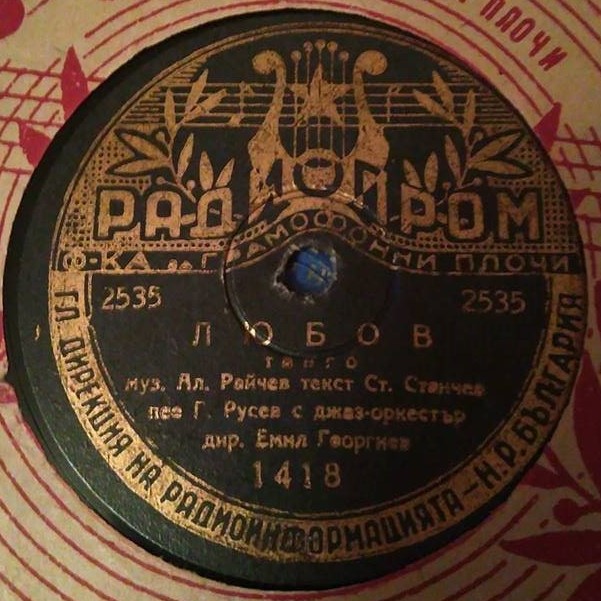 ПЛОЧИ
РАДИОПРОМ
Ф-КА за ГРАМОФОННИ ПЛОЧИ
2535 2535
ЛЮБОВ
танго
муз. Ал. Райчев текст Ст. Станчев
пее Г. Русев с джаз-оркестър
дир. Емил Георгиев
1418
ГЛ. ДИРЕКЦИЯ НА РАДИОИНФОРМАЦИЯТА - Н.Р. БЪЛГАРИЯ